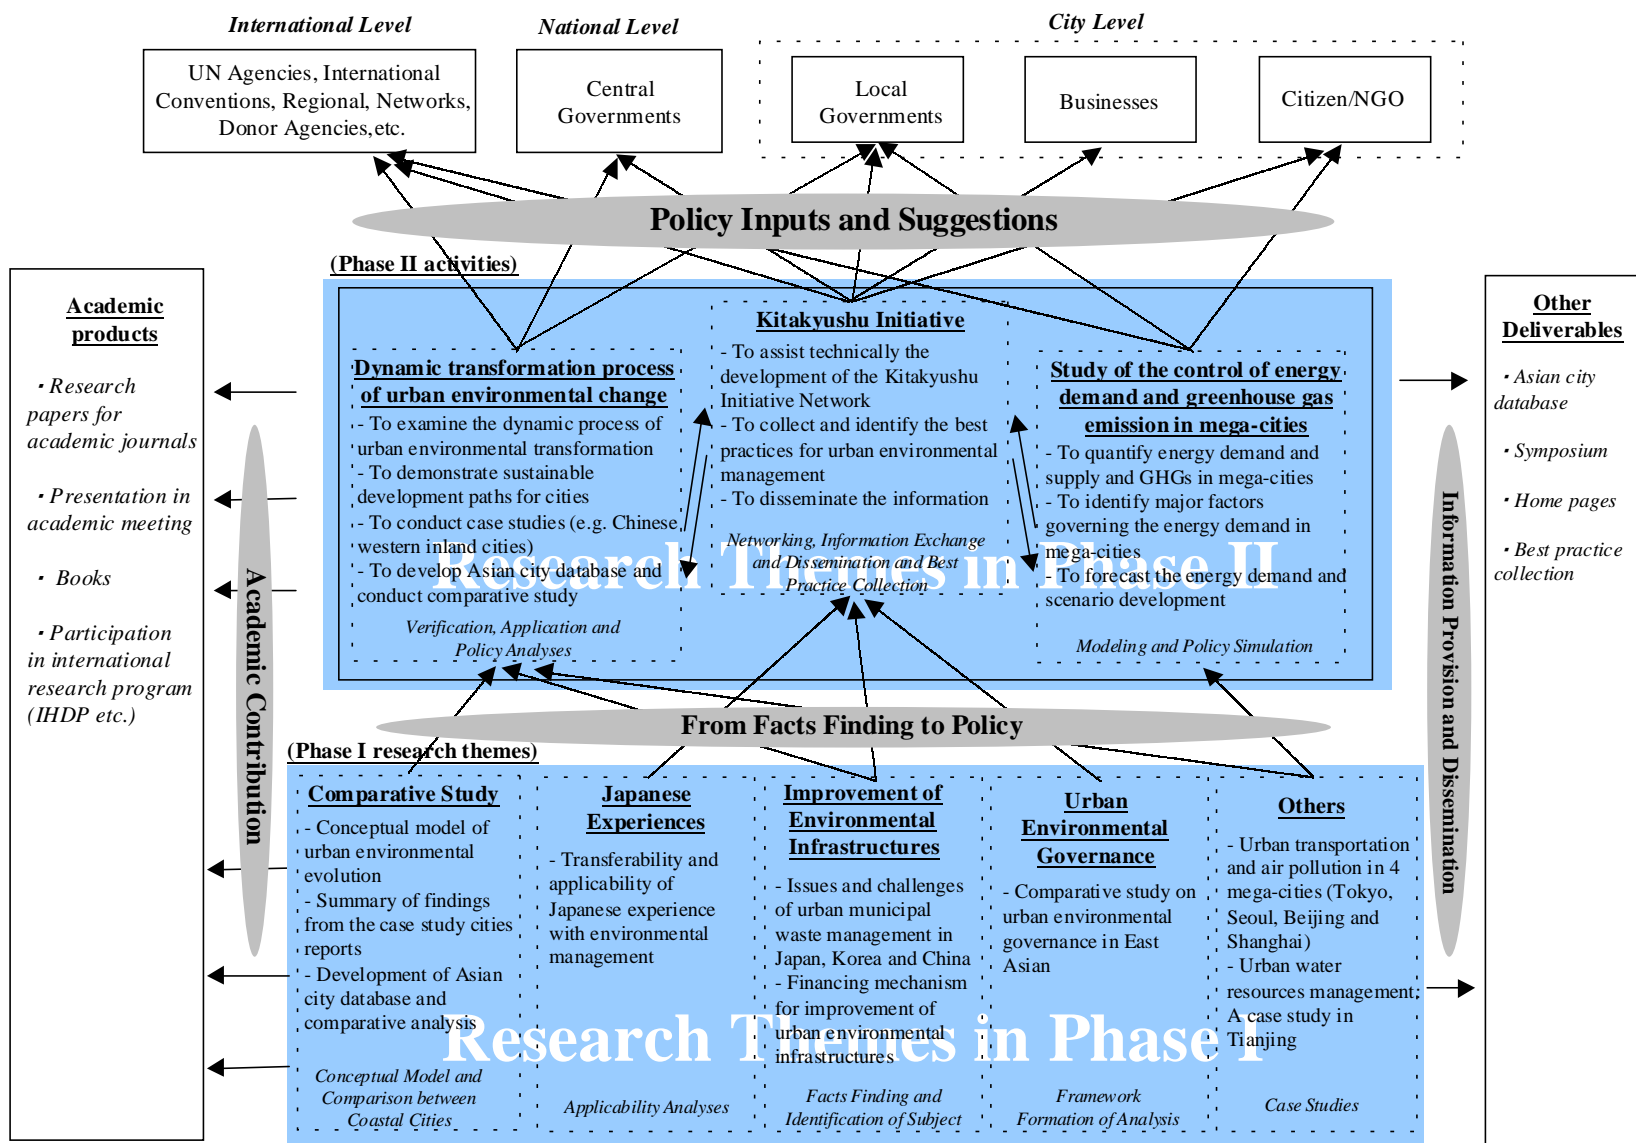 International Level
National Level
City Level
UN Agencies, International
Conventions, Regional, Networks,
Donor Agencies,etc.
Central
Governments
Local
Governments
Businesses
Citizen/NGO
Policy Inputs and Suggestions
(Phase II activities)
Academic
products
・Research
papers for
academic journals
・Presentation in
academic meeting
・Books
・Participation
in international
research program
(IHDP etc.)
Academic Contribution
Dynamic transformation process
of urban environmental change
- To examine the dynamic process of
urban environmental transformation
- To demonstrate sustainable
development paths for cities
- To conduct case studies (e.g. Chinese
western inland cities)
- To develop Asian city database and
conduct comparative study
Verification, Application and
Policy Analyses
Kitakyushu Initiative
- To assist technically the
development of the Kitakyushu
Initiative Network
- To collect and identify the best
practices for urban environmental
management
- To disseminate the information
Networking, Information Exchange
and Dissemination and Best
Practice Collection
Study of the control of energy
demand and greenhouse gas
emission in mega-cities
- To quantify energy demand and
supply and GHGs in mega-cities
- To identify major factors
governing the energy demand in
mega-cities
- To forecast the energy demand and
scenario development
Modeling and Policy Simulation
Research Themes in Phase II
Other
Deliverables
・Asian city
database
・Symposium
・Home pages
・Best practice
collection
Information Provision and Dissemination
From Facts Finding to Policy
(Phase I research themes)
Comparative Study
- Conceptual model of
urban environmental
evolution
- Summary of findings
from the case study cities
reports
- Development of Asian
city database and
comparative analysis
Conceptual Model and
Comparison between
Coastal Cities
Japanese
Experiences
- Transferability and
applicability of
Japanese experience
with environmental
management
Applicability Analyses
Improvement of
Environmental
Infrastructures
- Issues and challenges
of urban municipal
waste management in
Japan, Korea and China
- Financing mechanism
for improvement of
urban environmental
infrastructures
Facts Finding and
Identification of Subject
Urban
Environmental
Governance
- Comparative study on
urban environmental
governance in East
Asian
Framework
Formation of Analysis
Others
- Urban transportation
and air pollution in 4
mega-cities (Tokyo,
Seoul, Beijing and
Shanghai)
- Urban water
resources management:
A case study in
Tianjing
Case Studies
Research Themes in Phase I